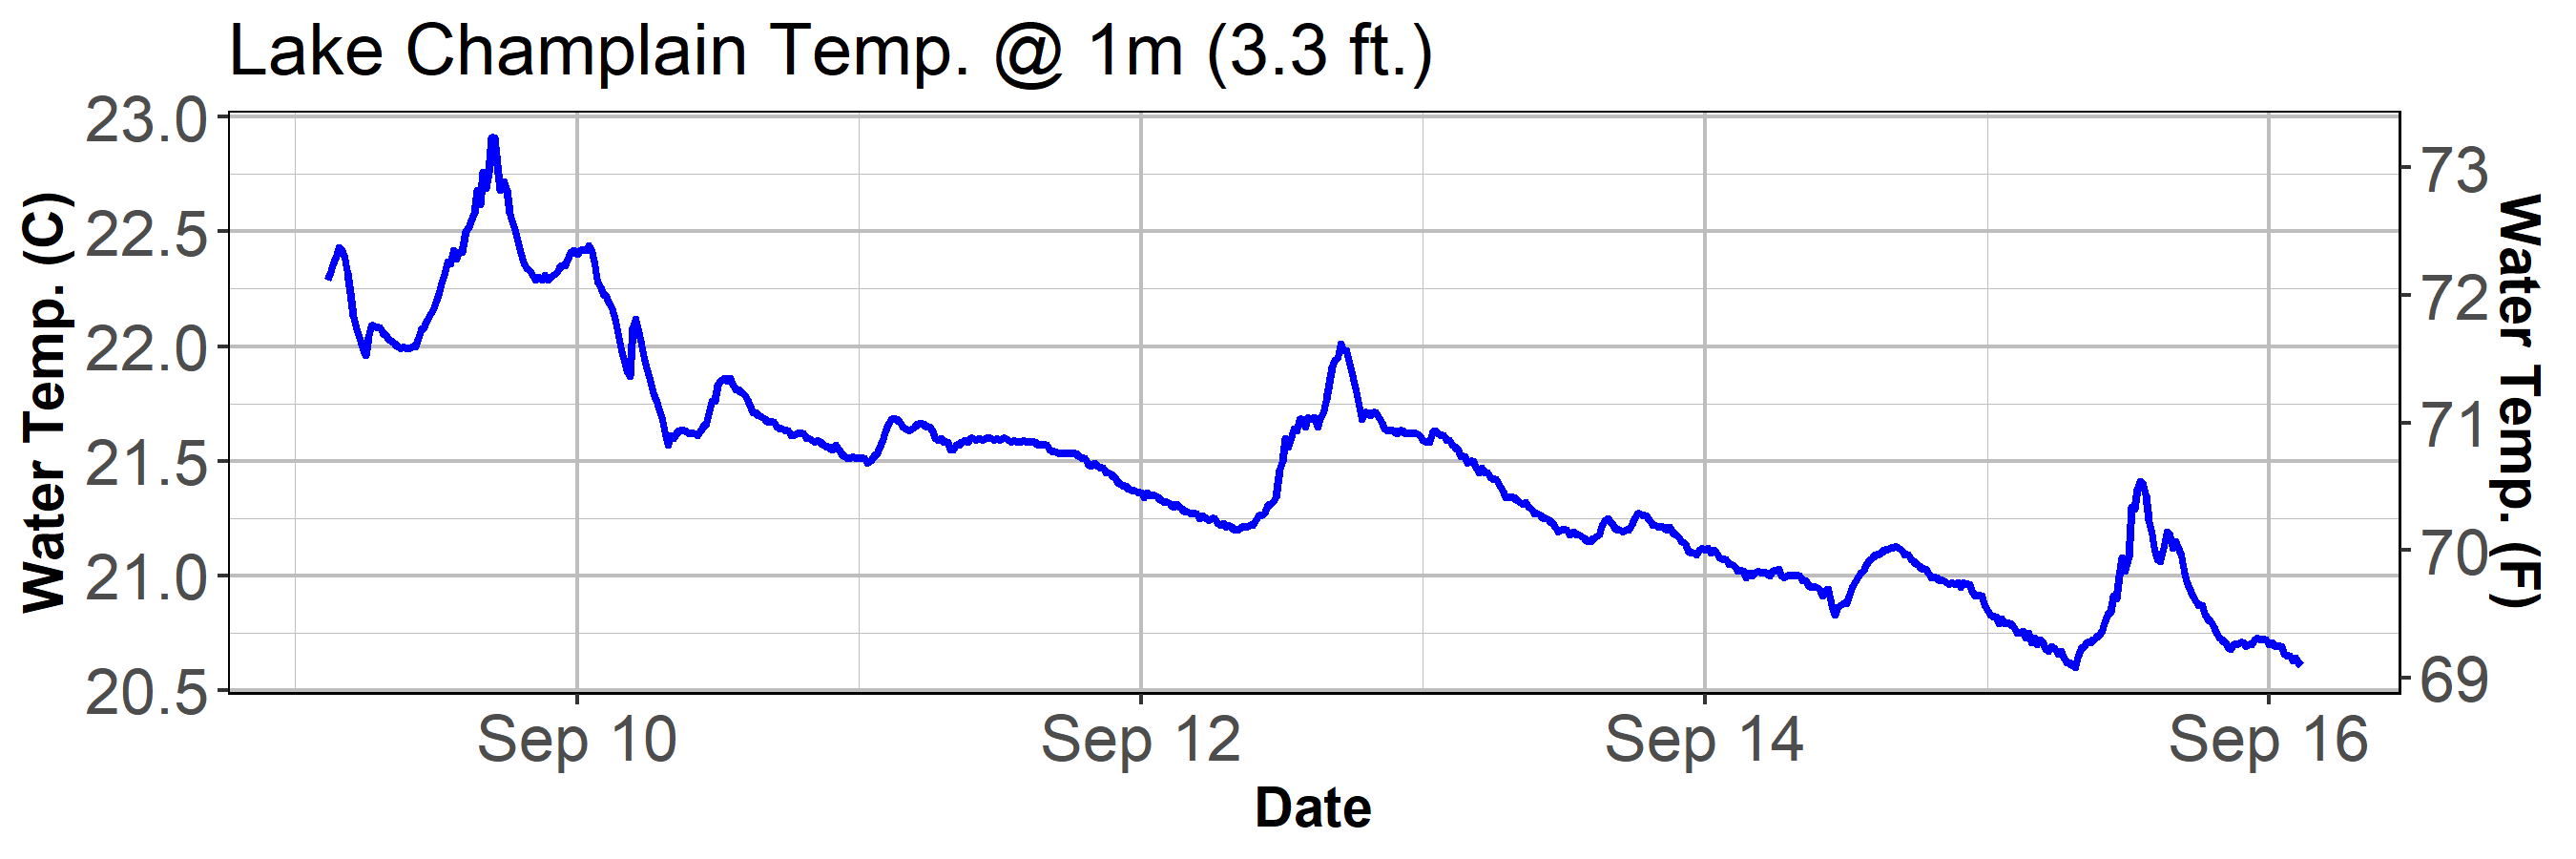 Lake Champlain Temp. @ 1m (3.3 ft.)
Water Temp. (C)
23.0
22.5
22.0
21.5
21.0
20.5
73
72
71
70
69
Water Temp. (F)
Sep 10 Sep 12 Sep 14 Sep 16
Date